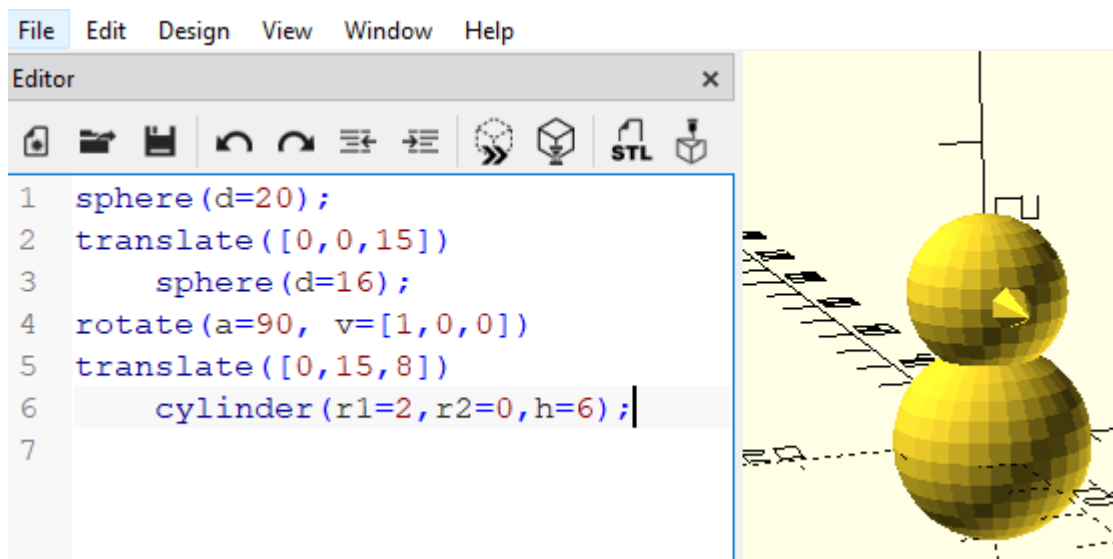 File Edit Design View Window Help
Editor
STL
1 sphere(d=20);
2 translate([0,0,15])
3 sphere(d=16);
4 rotate(a=90, v=[1,0,0])
5 translate([0,15,8])
6 cylinder(r1=2,r2=0,h=6);
7